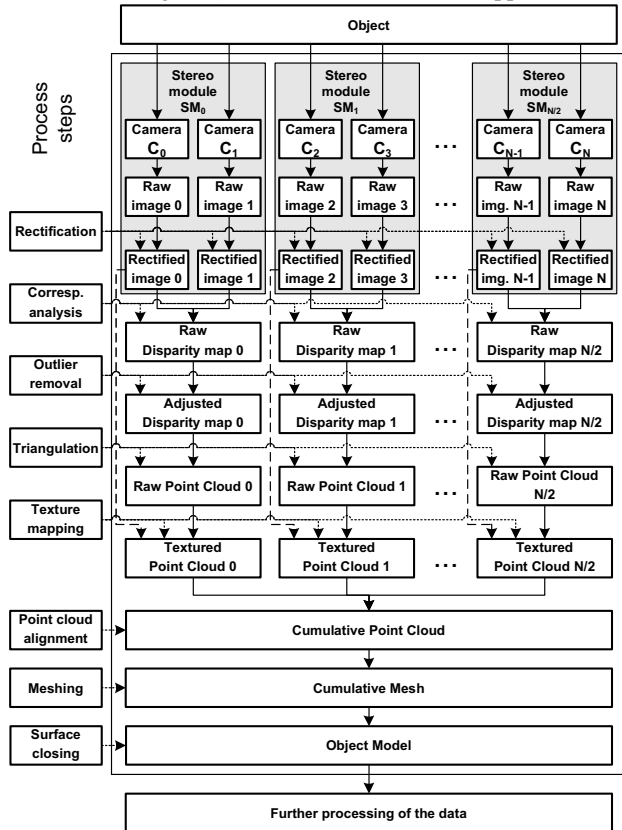 Object
Process
steps
Stereo
module
SM0
Stereo
module
SM1
Stereo
module
SMN/2
Camera
C0
Camera
C1
Camera
C2
Camera
C3
...
Camera
CN-1
Camera
CN
Raw
image 0
Raw
image 1
Raw
image 2
Raw
image 3
...
Raw
img. N-1
Raw
image N
Rectification
Rectified
image 0
Rectified
image 1
Rectified
image 2
Rectified
image 3
...
Rectified
img. N-1
Rectified
image N
Corresp.
analysis
Raw
Disparity map 0
Raw
Disparity map 1
...
Raw
Disparity map N/2
Outlier
removal
Adjusted
Disparity map 0
Adjusted
Disparity map 1
...
Adjusted
Disparity map N/2
Triangulation
Raw Point Cloud 0
Raw Point Cloud 1
...
Raw Point Cloud
N/2
Texture
mapping
Textured
Point Cloud 0
Textured
Point Cloud 1
...
Textured
Point Cloud N/2
Point cloud
alignment
Cumulative Point Cloud
Meshing
Cumulative Mesh
Surface
closing
Object Model
Further processing of the data